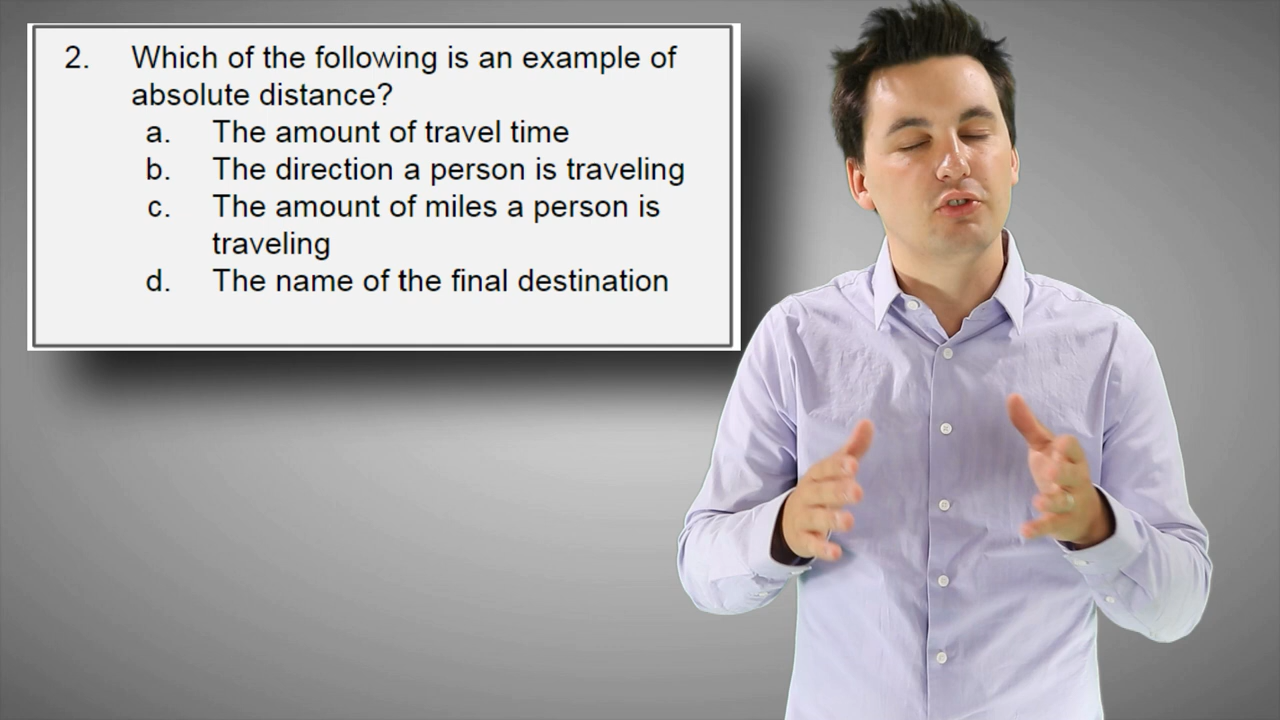 2. Which of the following is an example of
absolute distance?
a. The amount of travel time
b. The direction a person is traveling
c. The amount of miles a person is
traveling
d. The name of the final destination